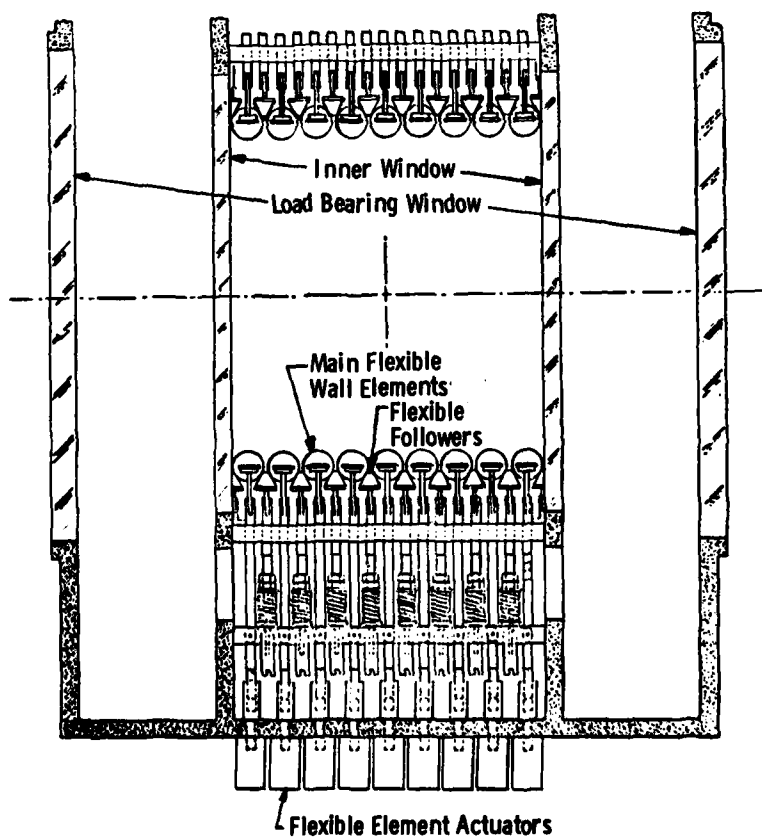 Inner Window
Load Bearing Window
Main Flexible
Wall Elements
Flexible
Followers
Flexible Element Actuators